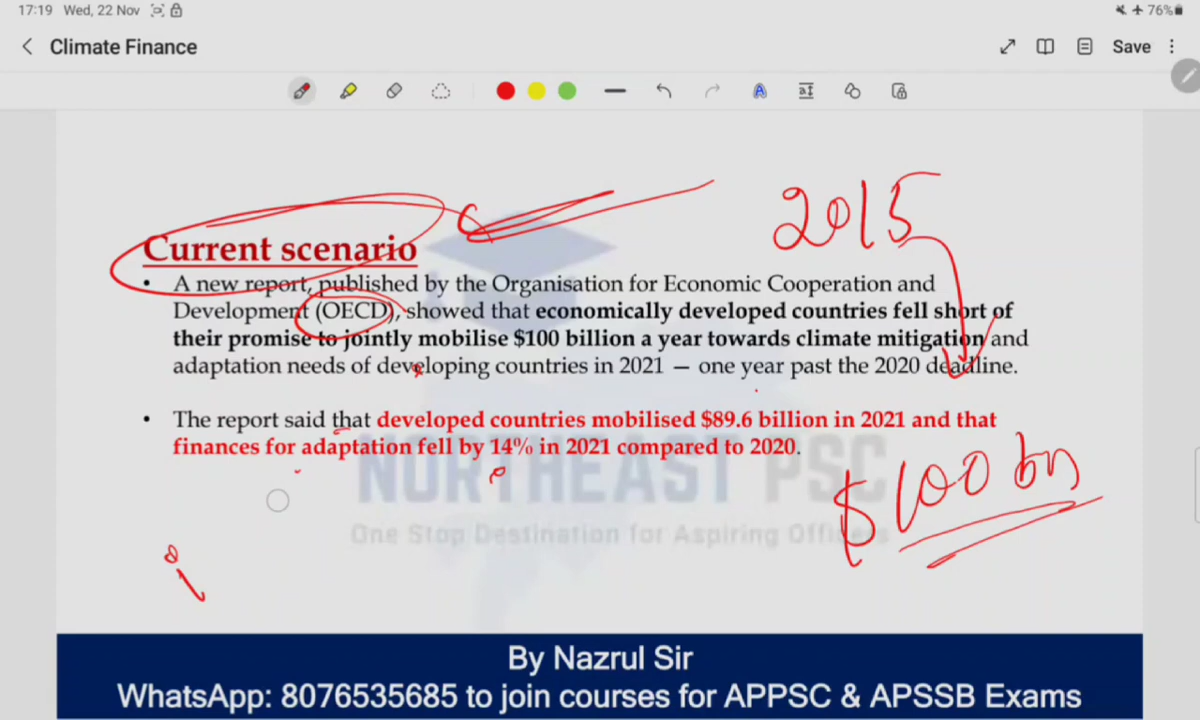 17:19 Wed, 22 Nov
76%
Climate Finance
Save
2015
Current scenario
• A new report, published by the Organisation for Economic Cooperation and
Development (OECD), showed that economically developed countries fell short of
their promise to jointly mobilise $100 billion a year towards climate mitigation and
adaptation needs of developing countries in 2021 — one year past the 2020 deadline.
• The report said that developed countries mobilised $89.6 billion in 2021 and that
finances for adaptation fell by 14% in 2021 compared to 2020.
$100 bn
NORTHEAST PSC
One Stop Destination for Aspiring Officers
By Nazrul Sir
WhatsApp: 8076535685 to join courses for APPSC & APSSB Exams